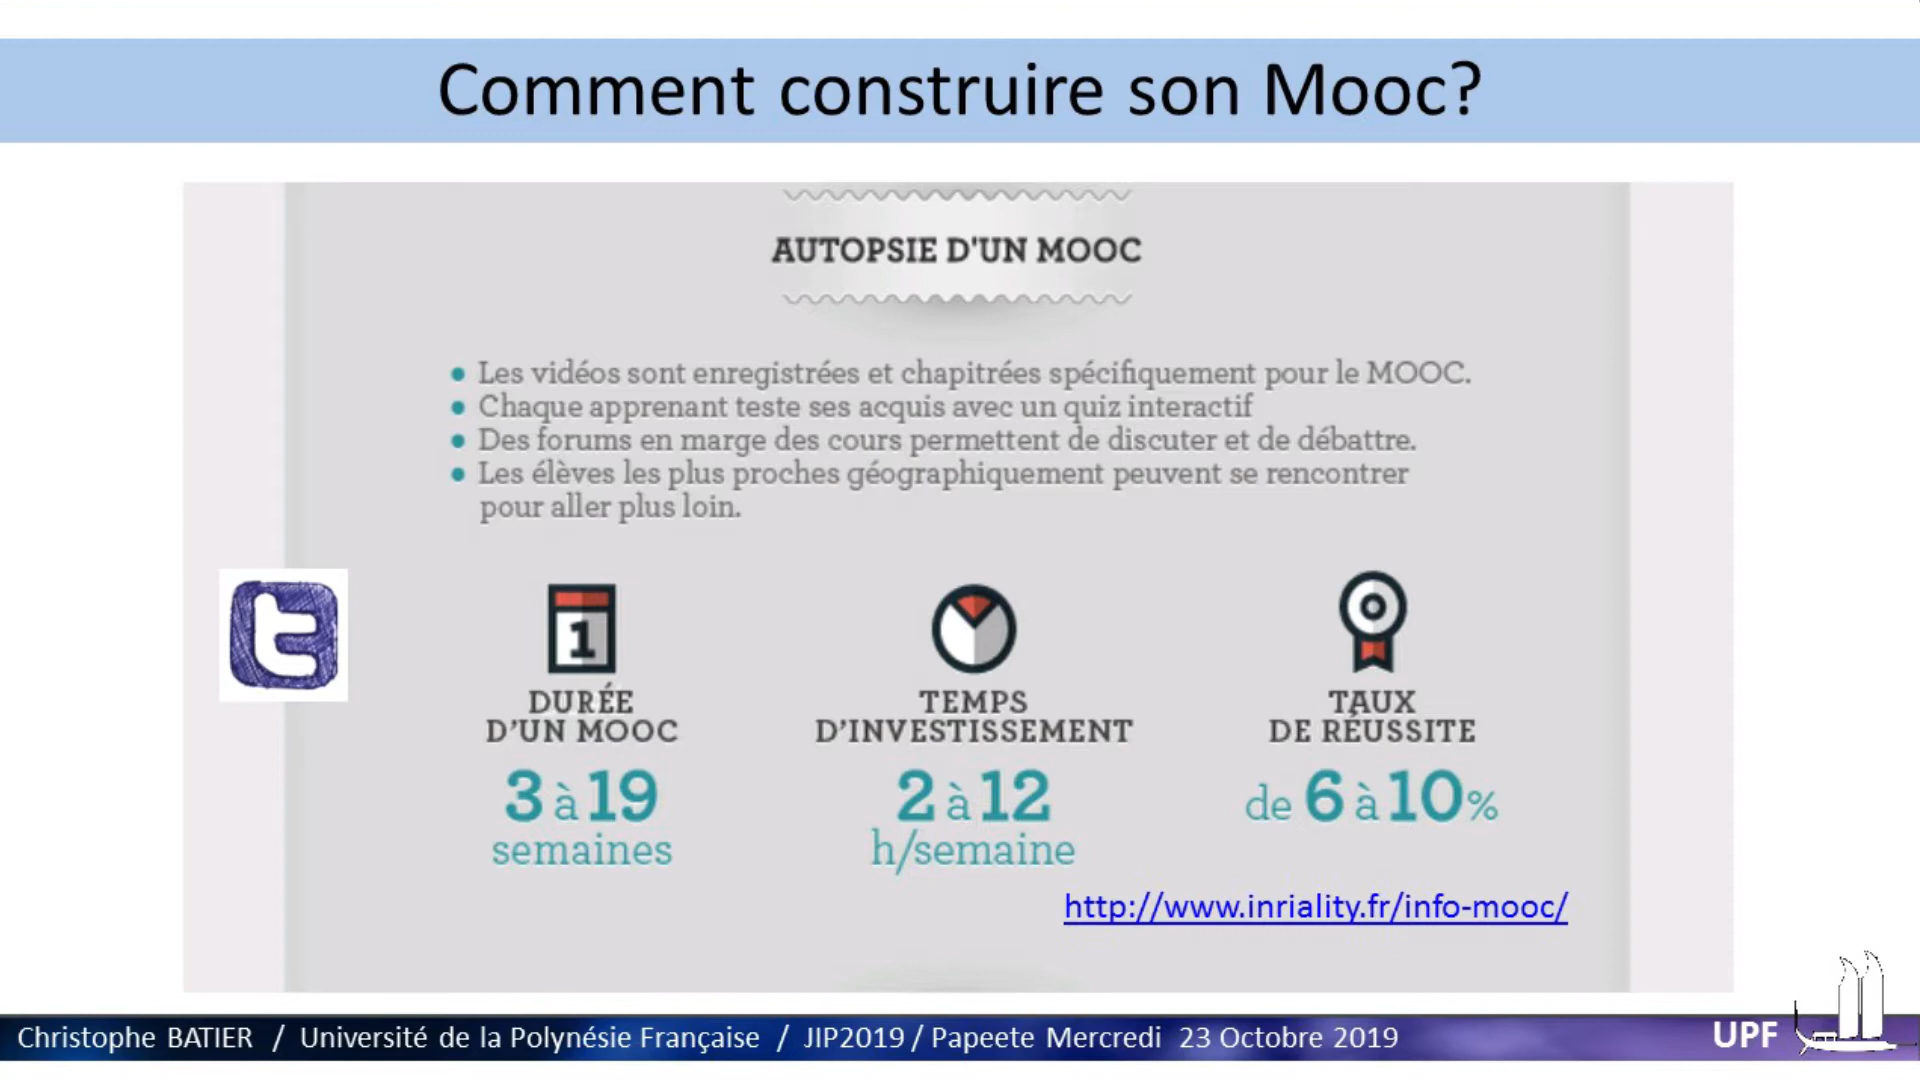 Comment construire son Mooc?
AUTOPSIE D'UN MOOC
• Les vidéos sont enregistrées et chapitrées spécifiquement pour le MOOC.
• Chaque apprenant teste ses acquis avec un quiz interactif
• Des forums en marge des cours permettent de discuter et de débattre.
• Les élèves les plus proches géographiquement peuvent se rencontrer
pour aller plus loin.
t
1
DURÉE
D'UN MOOC
3 à 19
semaines
TEMPS
D'INVESTISSEMENT
2 à 12
h/semaine
TAUX
DE RÉUSSITE
de 6 à 10%
http://www.inriality.fr/info-mooc/
Christophe BATIER / Université de la Polynésie Française / JIP2019 / Papeete Mercredi 23 Octobre 2019
UPF